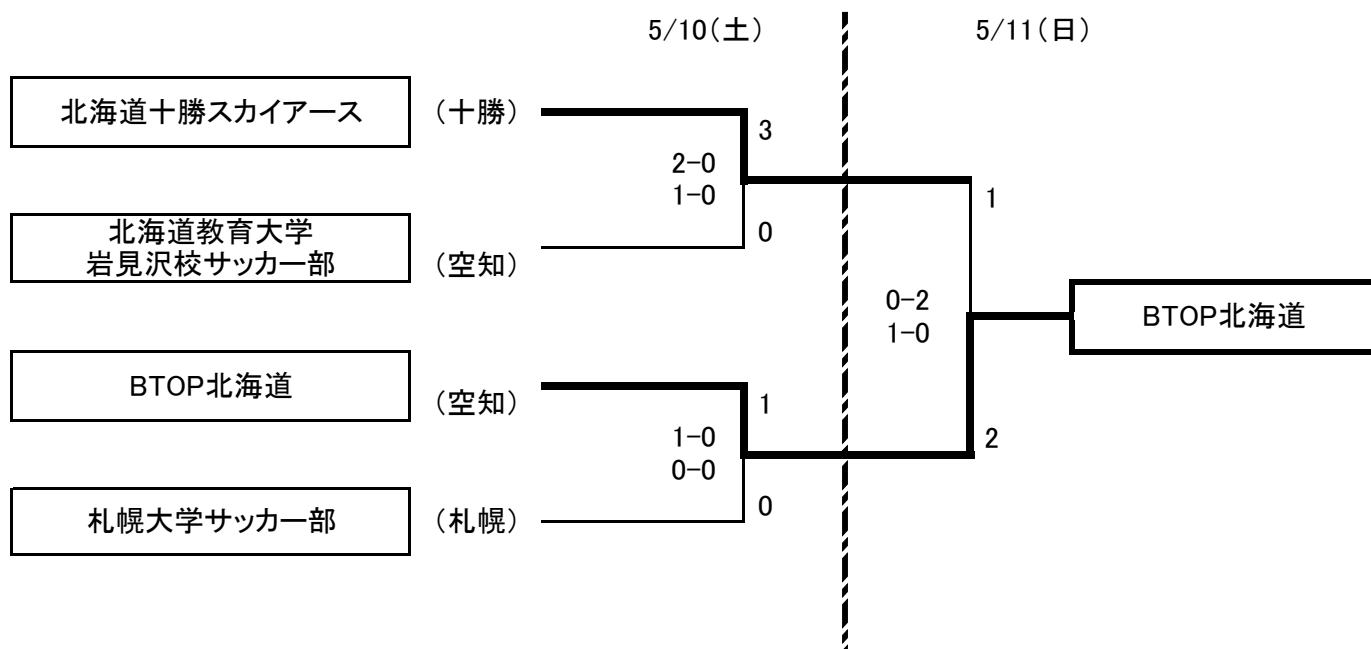 5/10(土)
5/11(日)
北海道十勝スカイアース
(十勝)
3
2-0
1-0
1
北海道教育大学
岩見沢校サッカー部
(空知)
0
0-2
1-0
BTOP北海道
BTOP北海道
(空知)
1
1-0
0-0
2
札幌大学サッカー部
(札幌)
0